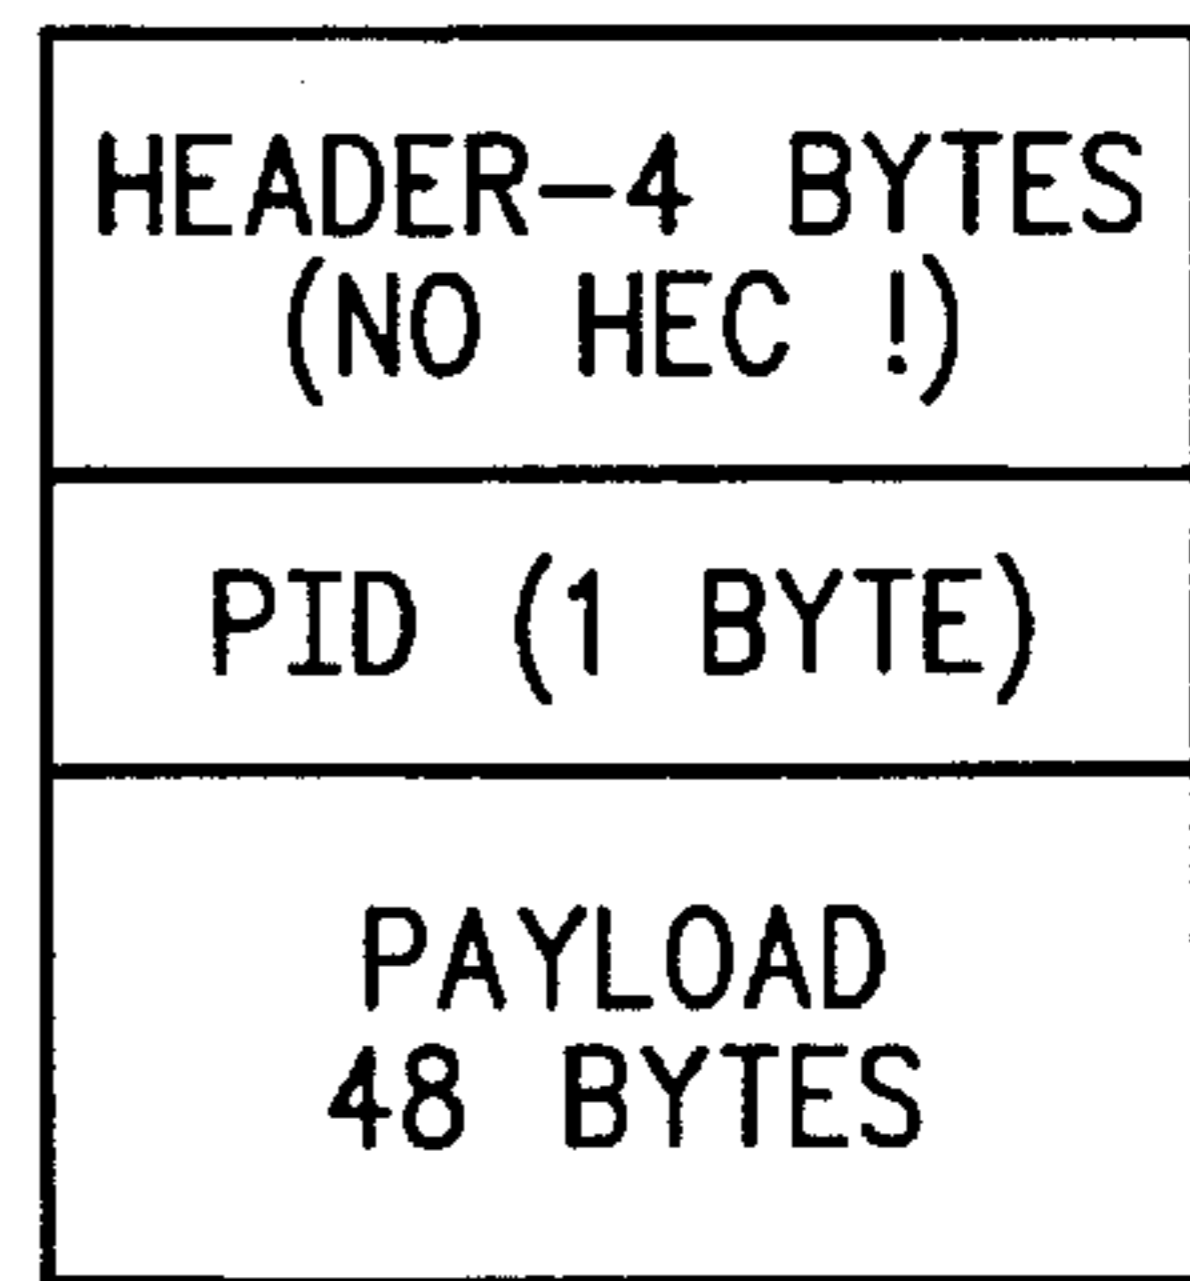 HEADER-4 BYTES
(NO HEC !)
PID (1 BYTE)
PAYLOAD
48 BYTES